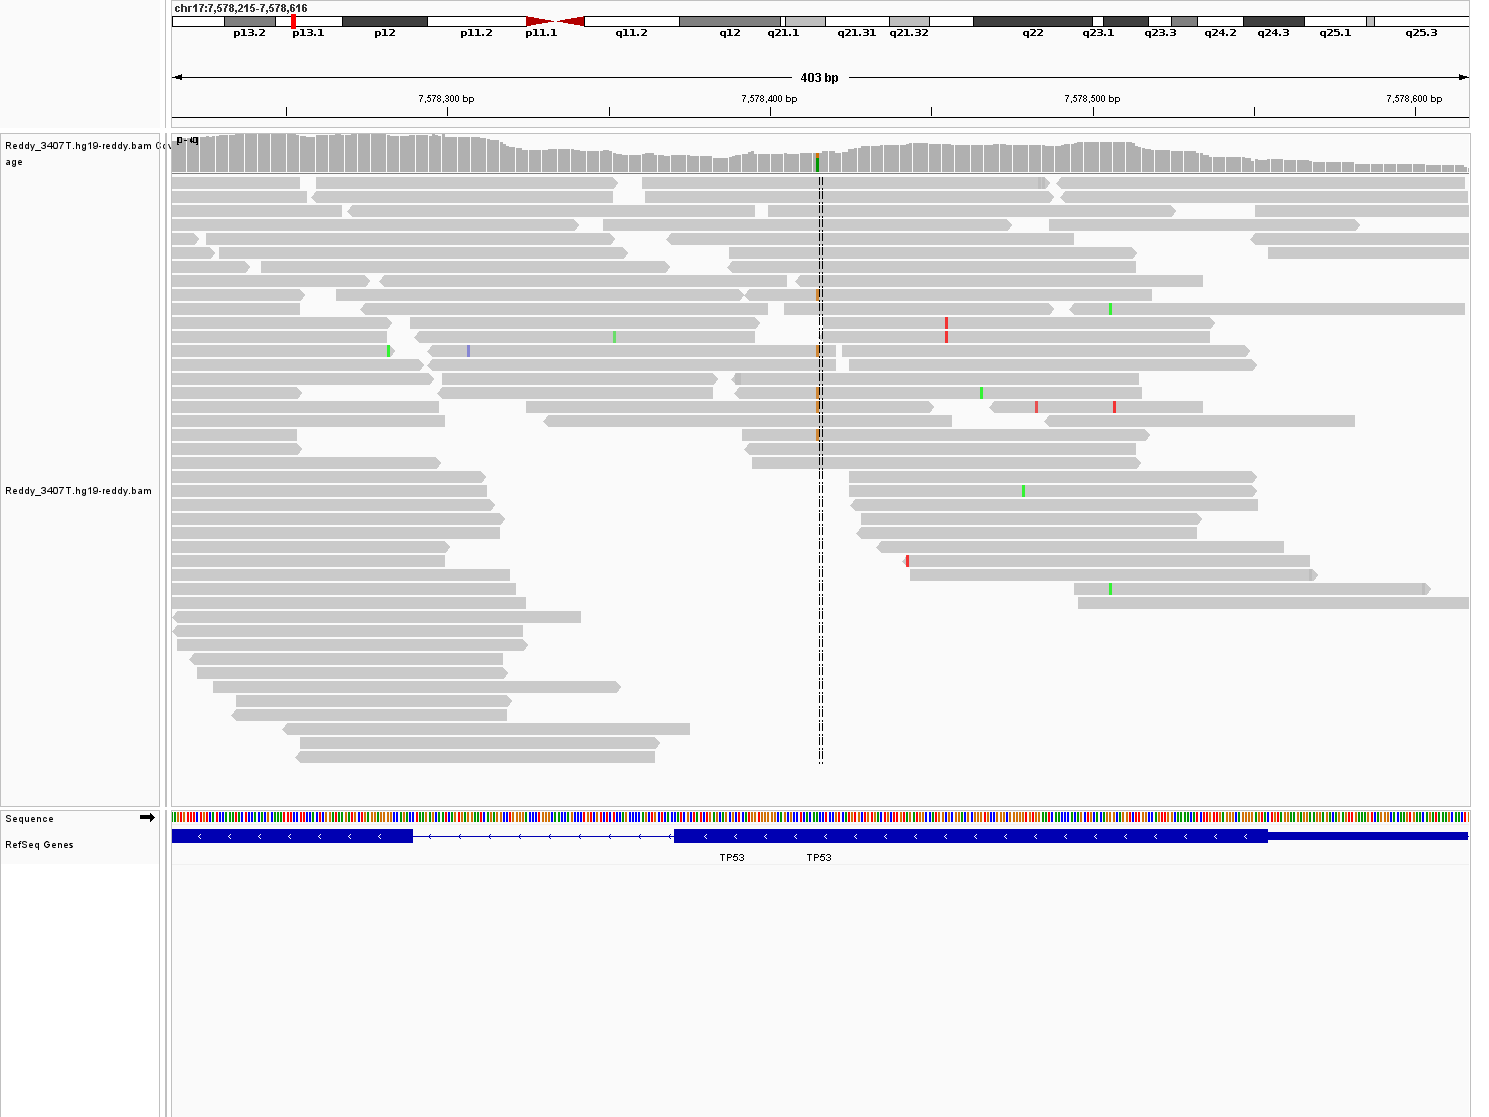 chr17:7,578,215-7,578,616
p13.2 p13.1 p12 p11.2 p11.1 q11.2 q12 q21.1 q21.31 q21.32 q22 q23.1 q23.3 q24.2 q24.3 q25.1 q25.3
403 bp
7,578,300 bp 7,578,400 bp 7,578,500 bp 7,578,600 bp
Reddy_3407T.hg19-reddy.bam Cov
age
Reddy_3407T.hg19-reddy.bam
Sequence
RefSeq Genes
TP53 TP53